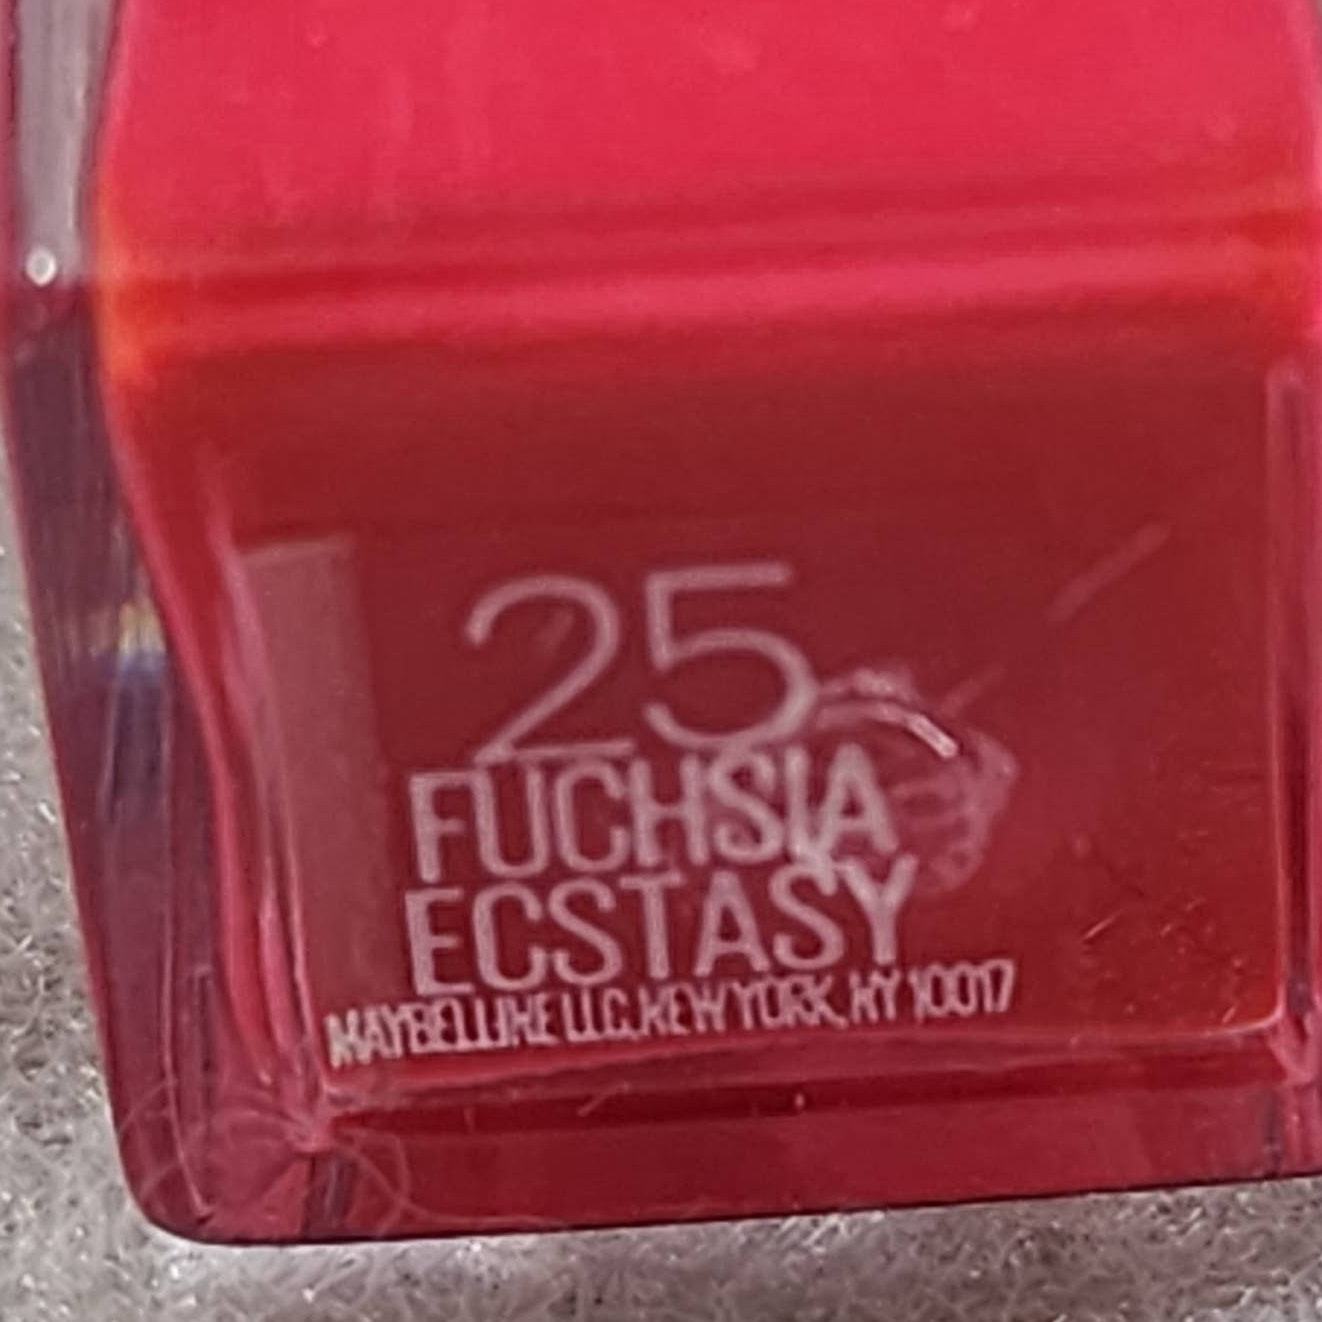 25
FUCHSIA
ECSTASY
MAYBELLINE LLC, NEW YORK, NY 10017